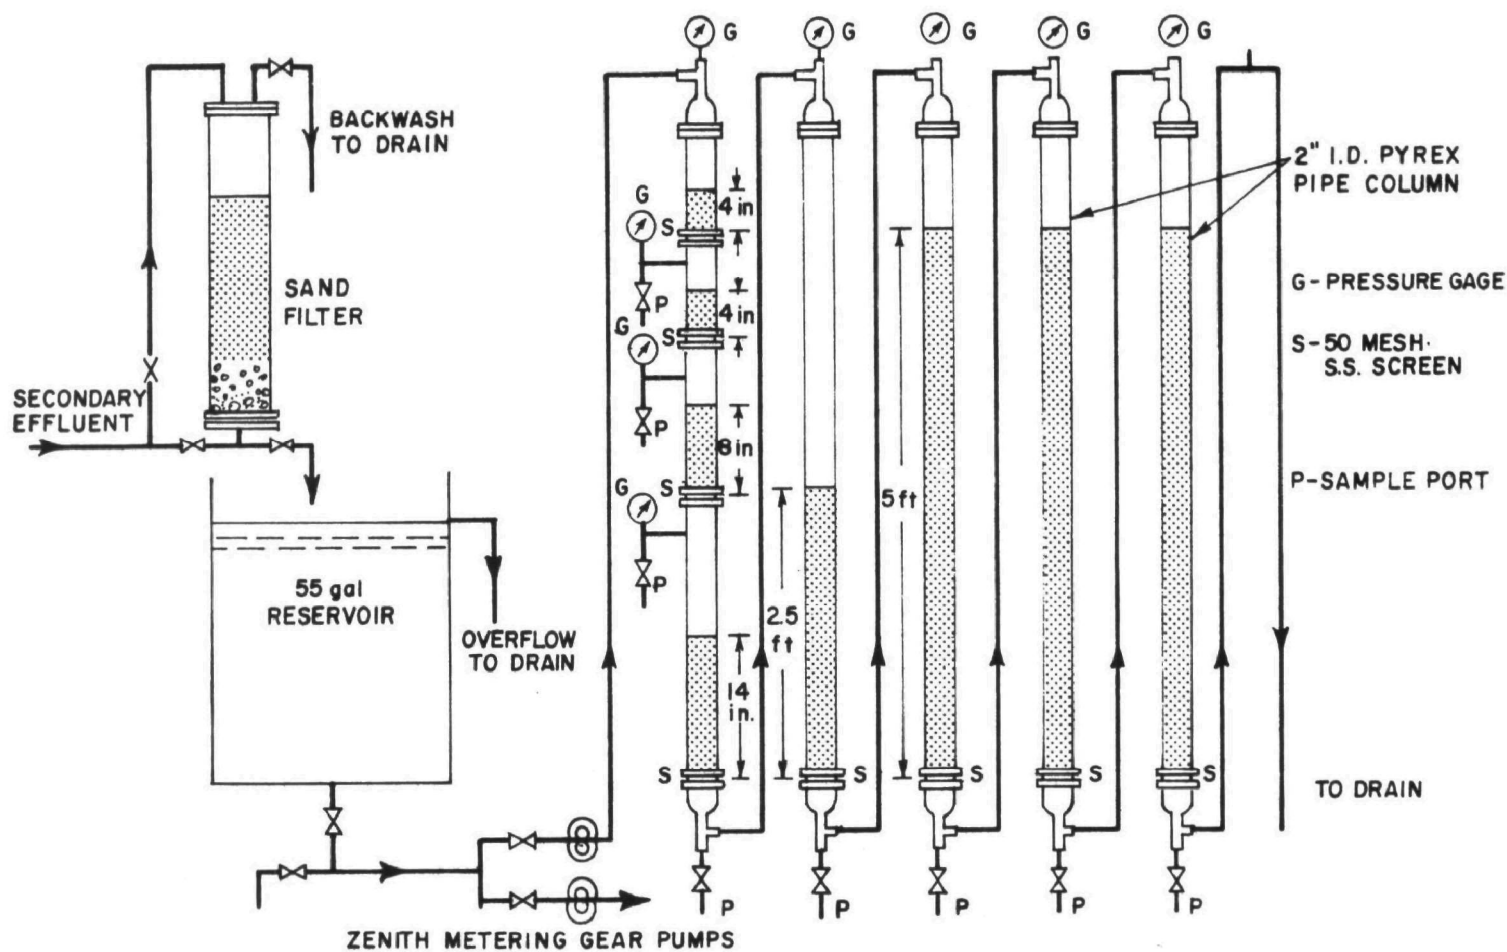 G
G
G
G
G
BACKWASH
TO DRAIN
2" I.D. PYREX
PIPE COLUMN
G
S
4 in
SAND
FILTER
P
G - PRESSURE GAGE
G
S
4 in
S - 50 MESH
S.S. SCREEN
SECONDARY
EFFLUENT
P
8 in
G
S
5 ft
P - SAMPLE PORT
P
55 gal
RESERVOIR
2.5
ft
OVERFLOW
TO DRAIN
14
in.
S
S
S
S
S
TO DRAIN
P
P
P
P
P
ZENITH METERING GEAR PUMPS